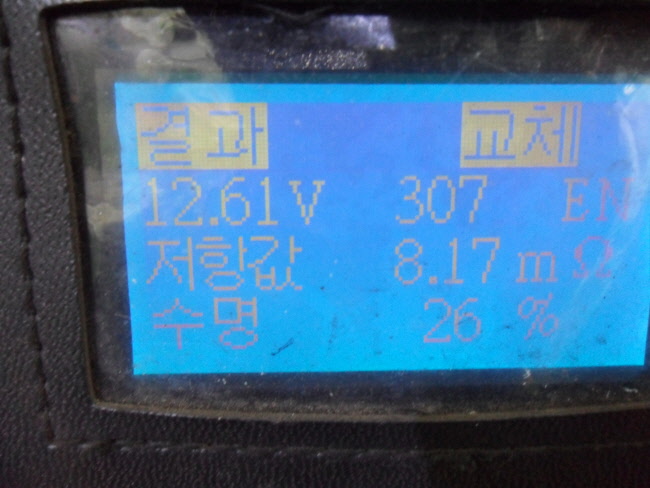 결과 교체
12.61V 307 EN
저항값 8.17 mΩ
수명 26 %